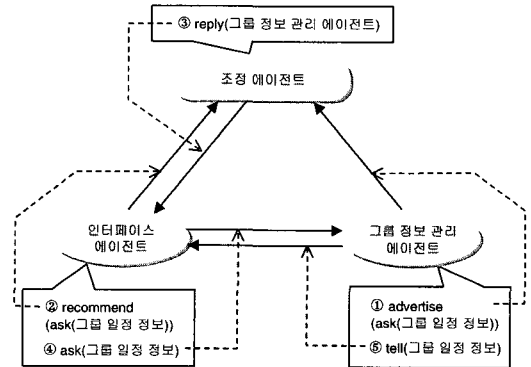 ③ reply(그룹 정보 관리 에이전트)
조정 에이전트
인터페이스
에이전트
그룹 정보 관리
에이전트
② recommend
(ask(그룹 일정 정보))
④ ask(그룹 일정 정보)
① advertise
(ask(그룹 일정 정보))
⑤ tell(그룹 일정 정보)